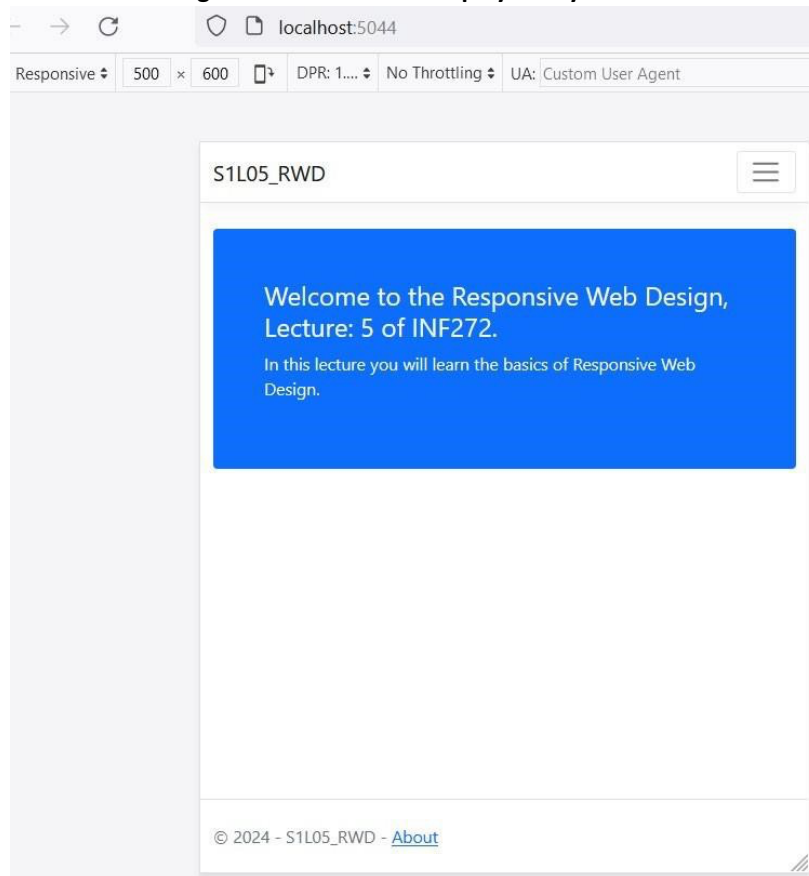 localhost:5044
Responsive 500 × 600 DPR: 1.... No Throttling UA: Custom User Agent
S1L05_RWD
Welcome to the Responsive Web Design,
Lecture: 5 of INF272.
In this lecture you will learn the basics of Responsive Web
Design.
© 2024 - S1L05_RWD - About